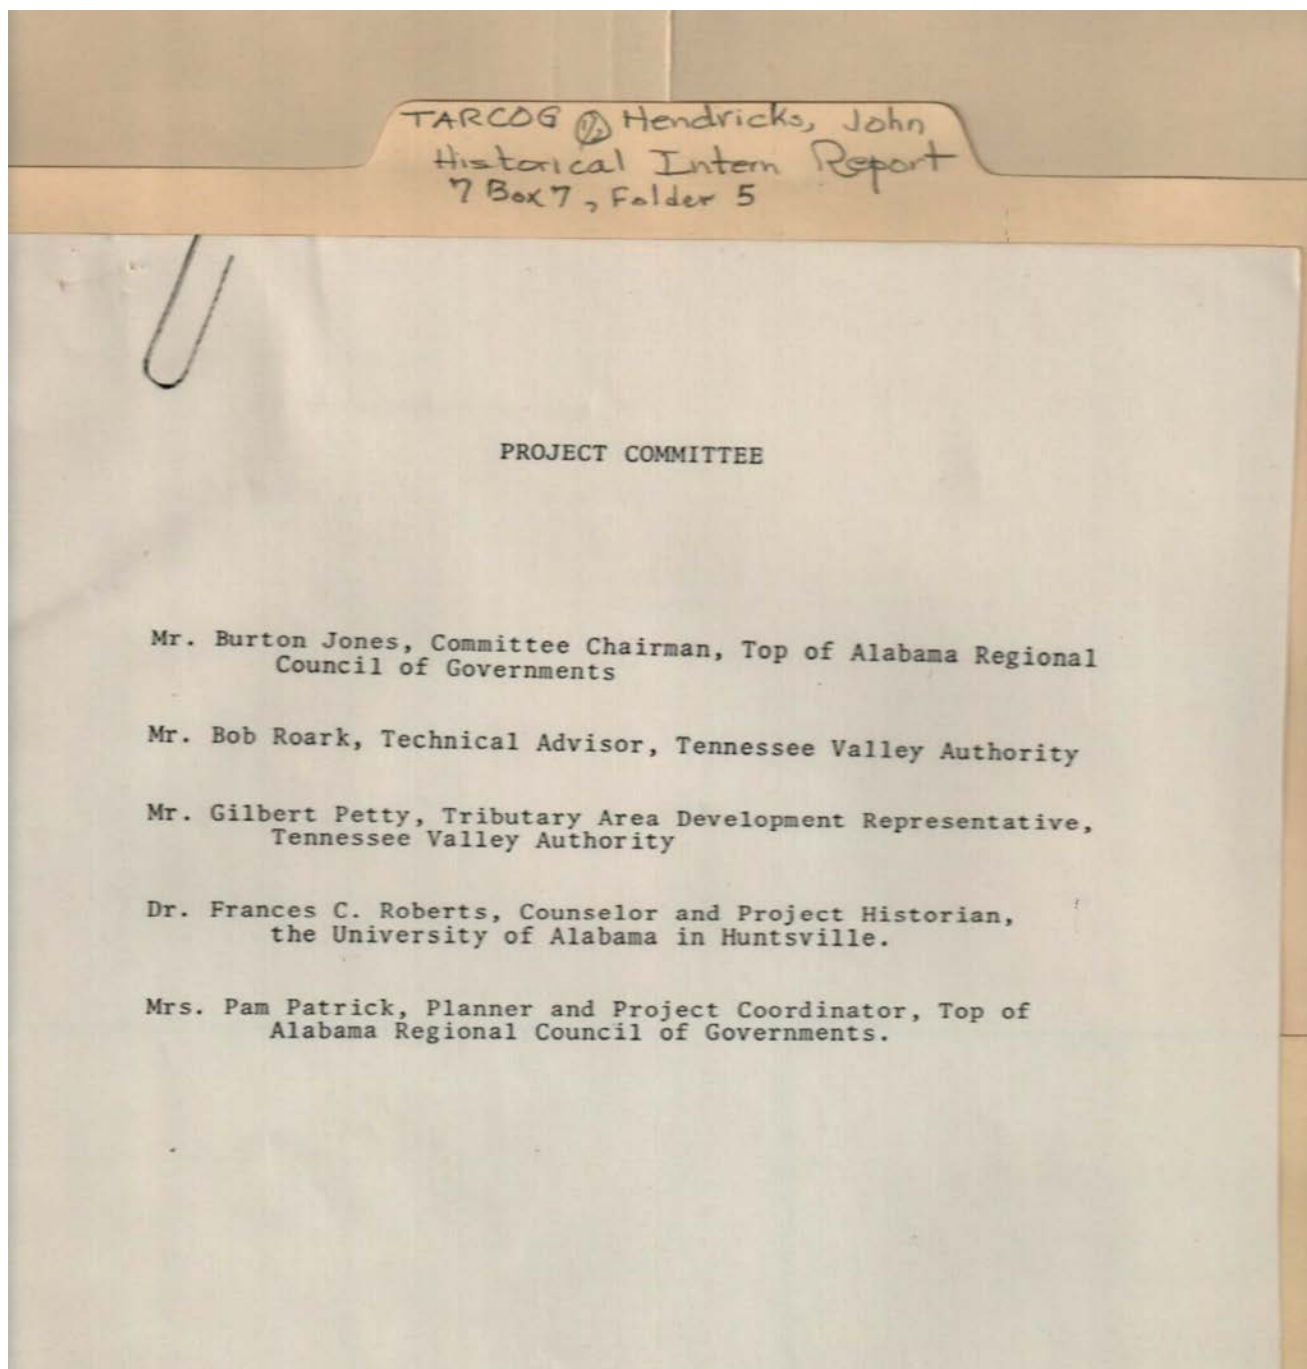 TARCOG 1/2 Hendricks, John
Historical Intern Report
7 Box 7, Folder 5
PROJECT COMMITTEE
Mr. Burton Jones, Committee Chairman, Top of Alabama Regional
Council of Governments
Mr. Bob Roark, Technical Advisor, Tennessee Valley Authority
Mr. Gilbert Petty, Tributary Area Development Representative,
Tennessee Valley Authority
Dr. Frances C. Roberts, Counselor and Project Historian,
the University of Alabama in Huntsville.
Mrs. Pam Patrick, Planner and Project Coordinator, Top of
Alabama Regional Council of Governments.